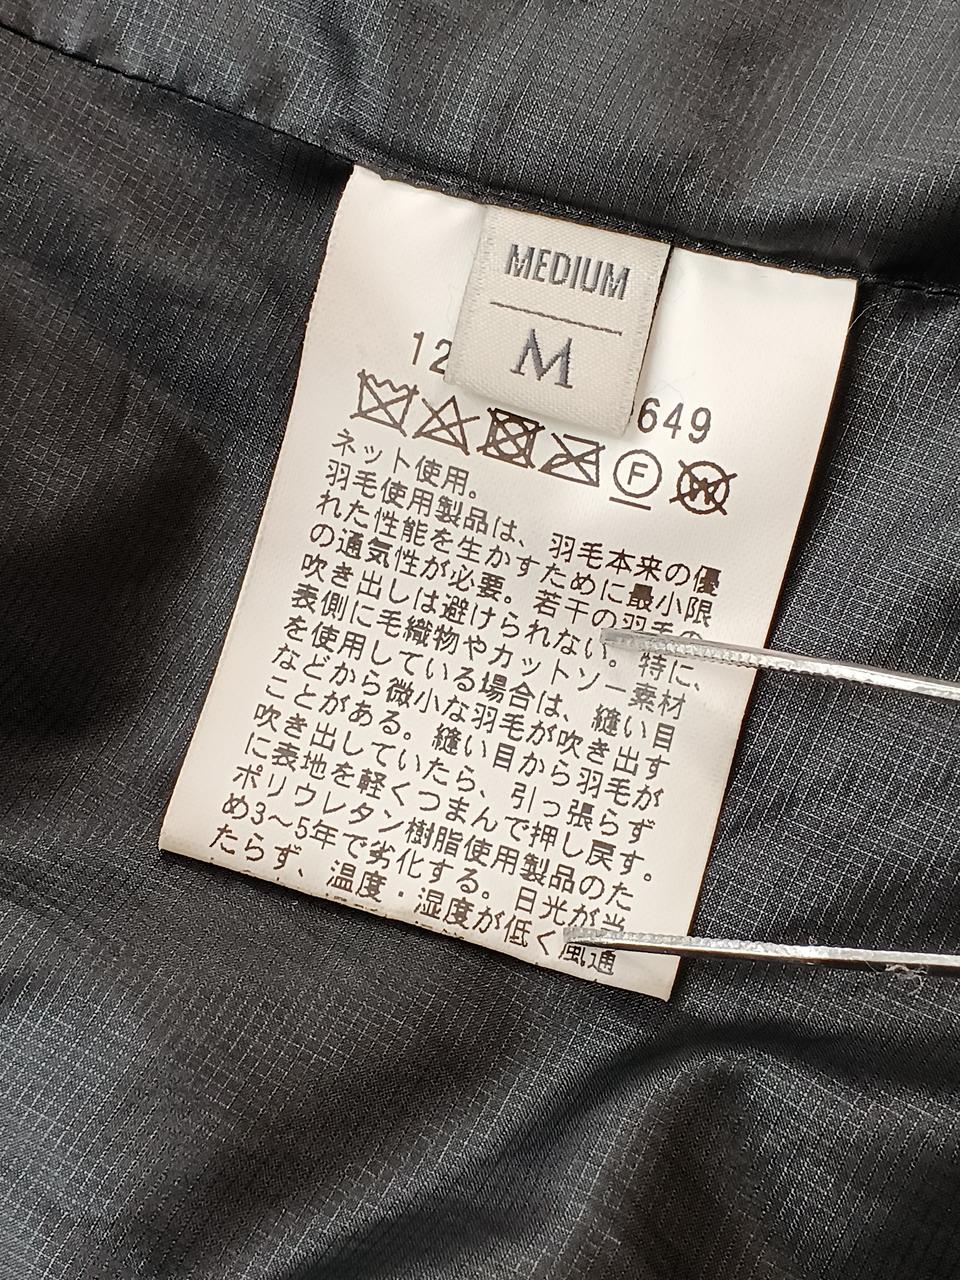 MEDIUM
M
12
649
F
W
ネット使用。
羽毛使用製品は、羽毛本来の優
れた性能を生かすために最小限
の通気性が必要。若干の羽毛の
吹き出しは避けられない。特に、
表側に毛織物やカットソー素材
を使用している場合は、縫い目
などから微小な羽毛が吹き出す
ことがある。縫い目から羽毛が
吹き出していたら、引っ張らず
に表地を軽くつまんで押し戻す。
ポリウレタン樹脂使用製品のた
め3〜5年で劣化する。日光が当
たらず、温度・湿度が低く風通